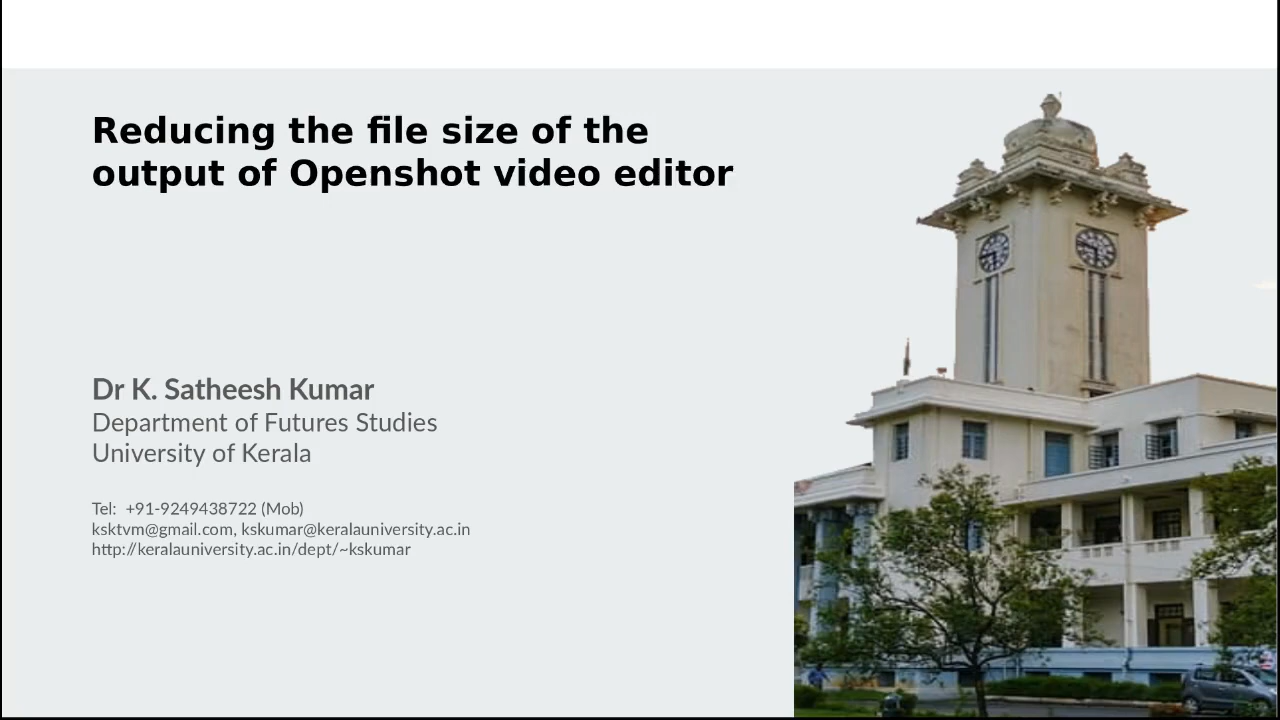 Reducing the file size of the
output of Openshot video editor
Dr K. Satheesh Kumar
Department of Futures Studies
University of Kerala
Tel:  +91-9249438722 (Mob)
ksktvm@gmail.com, kskumar@keralauniversity.ac.in
http://keralauniversity.ac.in/dept/~kskumar